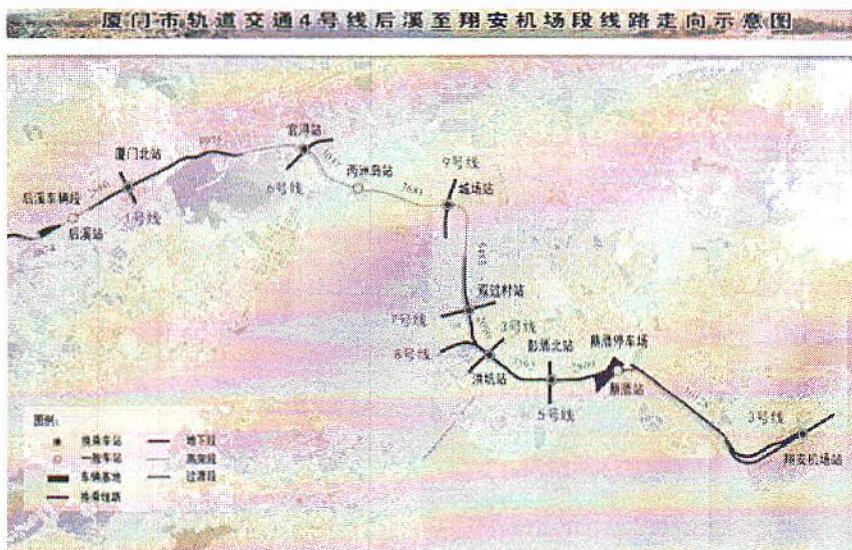 厦门市轨道交通4号线后溪至翔安机场段线路走向示意图
官浔站
厦门北站
9号线
西洲岛站
6号线
城场站
后溪车辆段
1号线
后溪站
双过村站
7号线
3号线
8号线
彭厝北站
蔡厝停车场
洪坑站
蔡厝站
5号线
3号线
翔安机场站
图例:
换乘车站
地下段
一般车站
高架段
车辆基地
过渡段
换乘线路